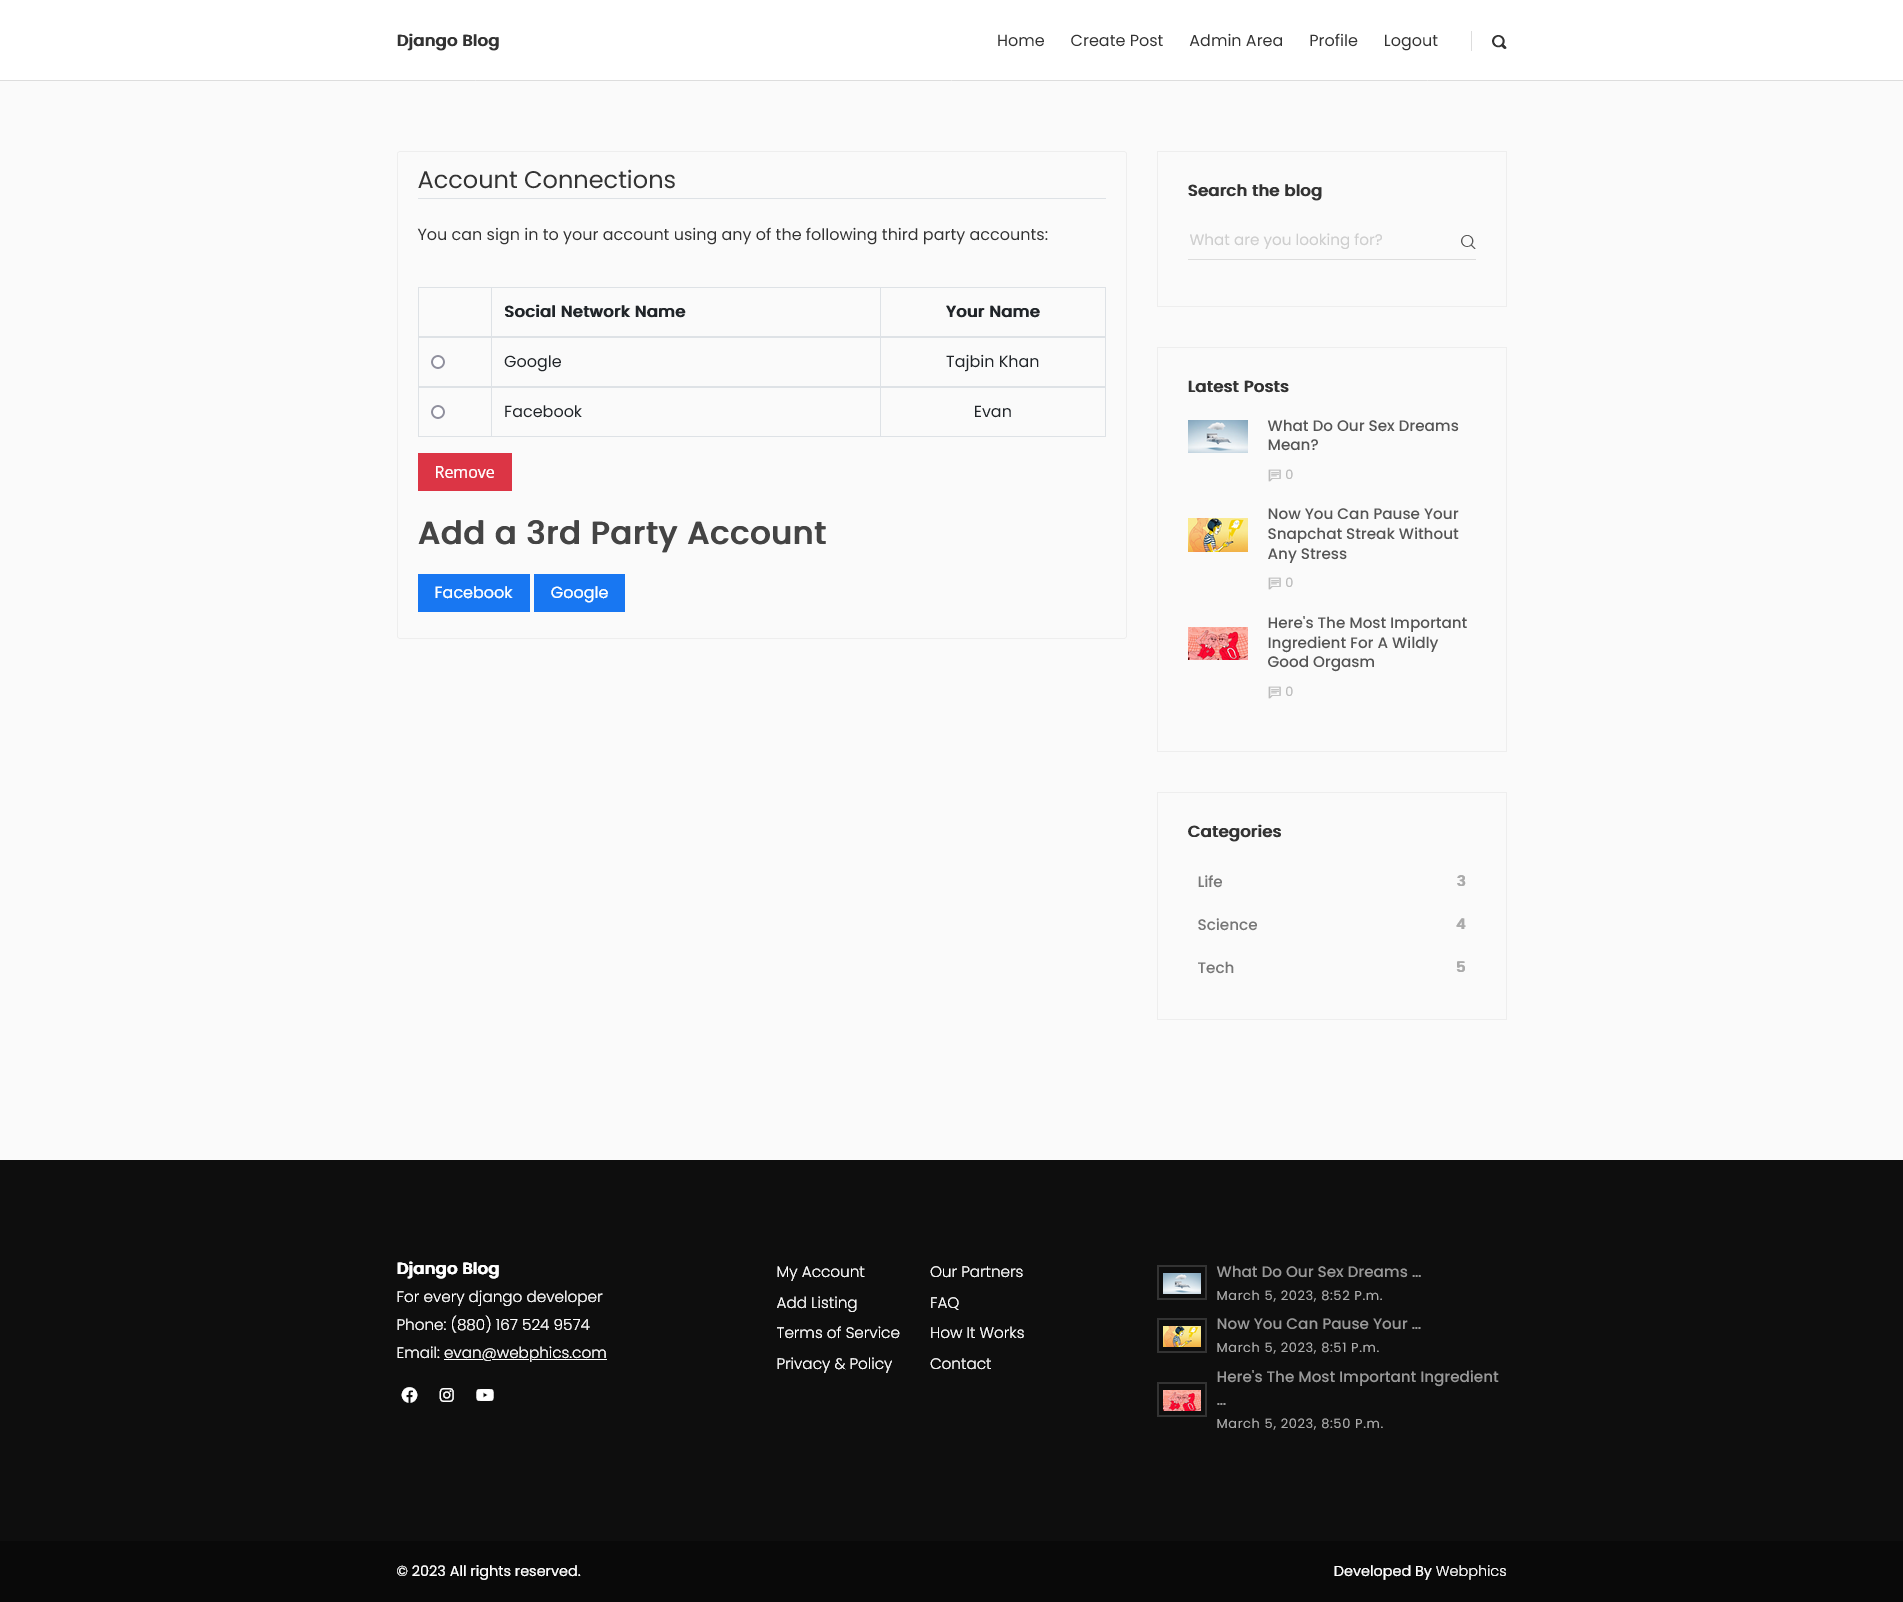 Django Blog
Home Create Post Admin Area Profile Logout
Account Connections
You can sign in to your account using any of the following third party accounts:
Social Network Name Your Name
Google Tajbin Khan
Facebook Evan
Remove
Add a 3rd Party Account
Facebook Google
Search the blog
What are you looking for?
Latest Posts
What Do Our Sex Dreams
Mean?
0
Now You Can Pause Your
Snapchat Streak Without
Any Stress
0
Here's The Most Important
Ingredient For A Wildly
Good Orgasm
0
Categories
Life 3
Science 4
Tech 5
Django Blog
For every django developer
Phone: (880) 167 524 9574
Email: evan@webphics.com
My Account
Add Listing
Terms of Service
Privacy & Policy
Our Partners
FAQ
How It Works
Contact
What Do Our Sex Dreams ...
March 5, 2023, 8:52 P.m.
Now You Can Pause Your ...
March 5, 2023, 8:51 P.m.
Here's The Most Important Ingredient
...
March 5, 2023, 8:50 P.m.
© 2023 All rights reserved.
Developed By Webphics